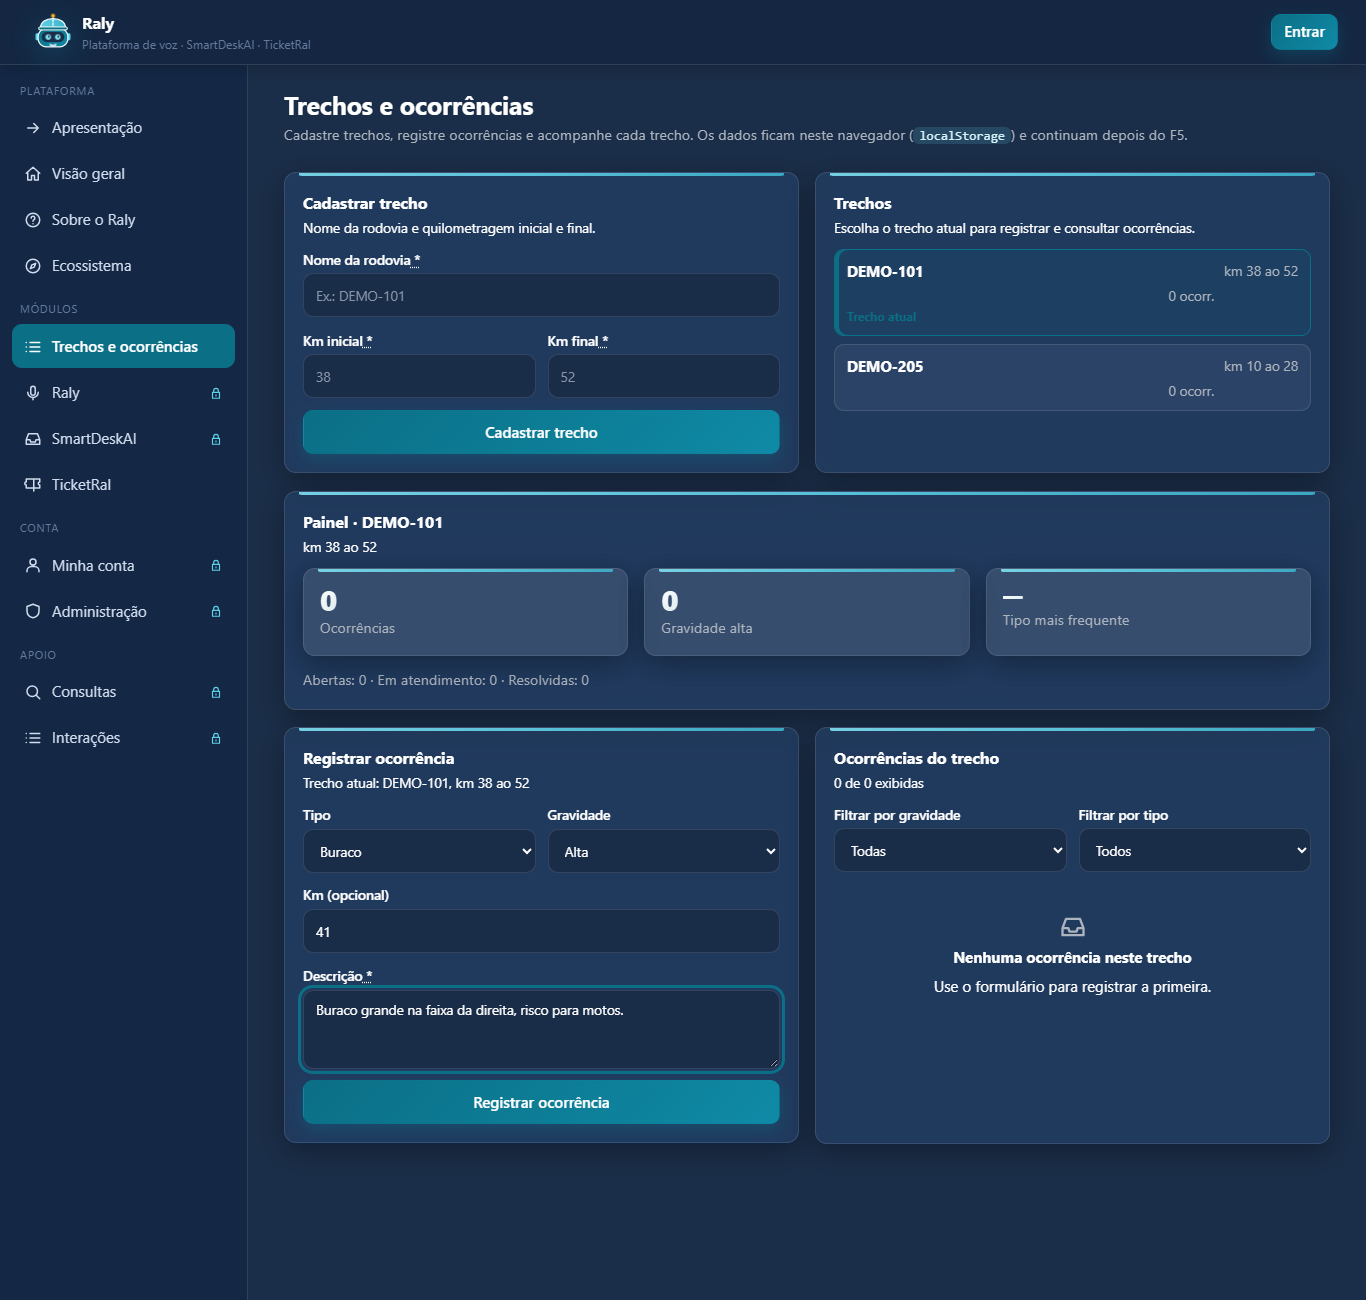 Raly
Plataforma de voz · SmartDeskAI · TicketRal
Entrar
PLATAFORMA
Apresentação
Visão geral
Sobre o Raly
Ecossistema
MÓDULOS
Trechos e ocorrências
Raly
SmartDeskAI
TicketRal
CONTA
Minha conta
Administração
APOIO
Consultas
Interações
Trechos e ocorrências
Cadastre trechos, registre ocorrências e acompanhe cada trecho. Os dados ficam neste navegador ( localStorage ) e continuam depois do F5.
Cadastrar trecho
Nome da rodovia e quilometragem inicial e final.
Nome da rodovia *
Ex.: DEMO-101
Km inicial * Km final *
38 52
Cadastrar trecho
Trechos
Escolha o trecho atual para registrar e consultar ocorrências.
DEMO-101 km 38 ao 52
0 ocorr.
Trecho atual
DEMO-205 km 10 ao 28
0 ocorr.
Painel · DEMO-101
km 38 ao 52
0
Ocorrências
0
Gravidade alta
—
Tipo mais frequente
Abertas: 0 · Em atendimento: 0 · Resolvidas: 0
Registrar ocorrência
Trecho atual: DEMO-101, km 38 ao 52
Tipo Gravidade
Buraco Alta
Km (opcional)
41
Descrição *
Buraco grande na faixa da direita, risco para motos.
Registrar ocorrência
Ocorrências do trecho
0 de 0 exibidas
Filtrar por gravidade Filtrar por tipo
Todas Todos
Nenhuma ocorrência neste trecho
Use o formulário para registrar a primeira.